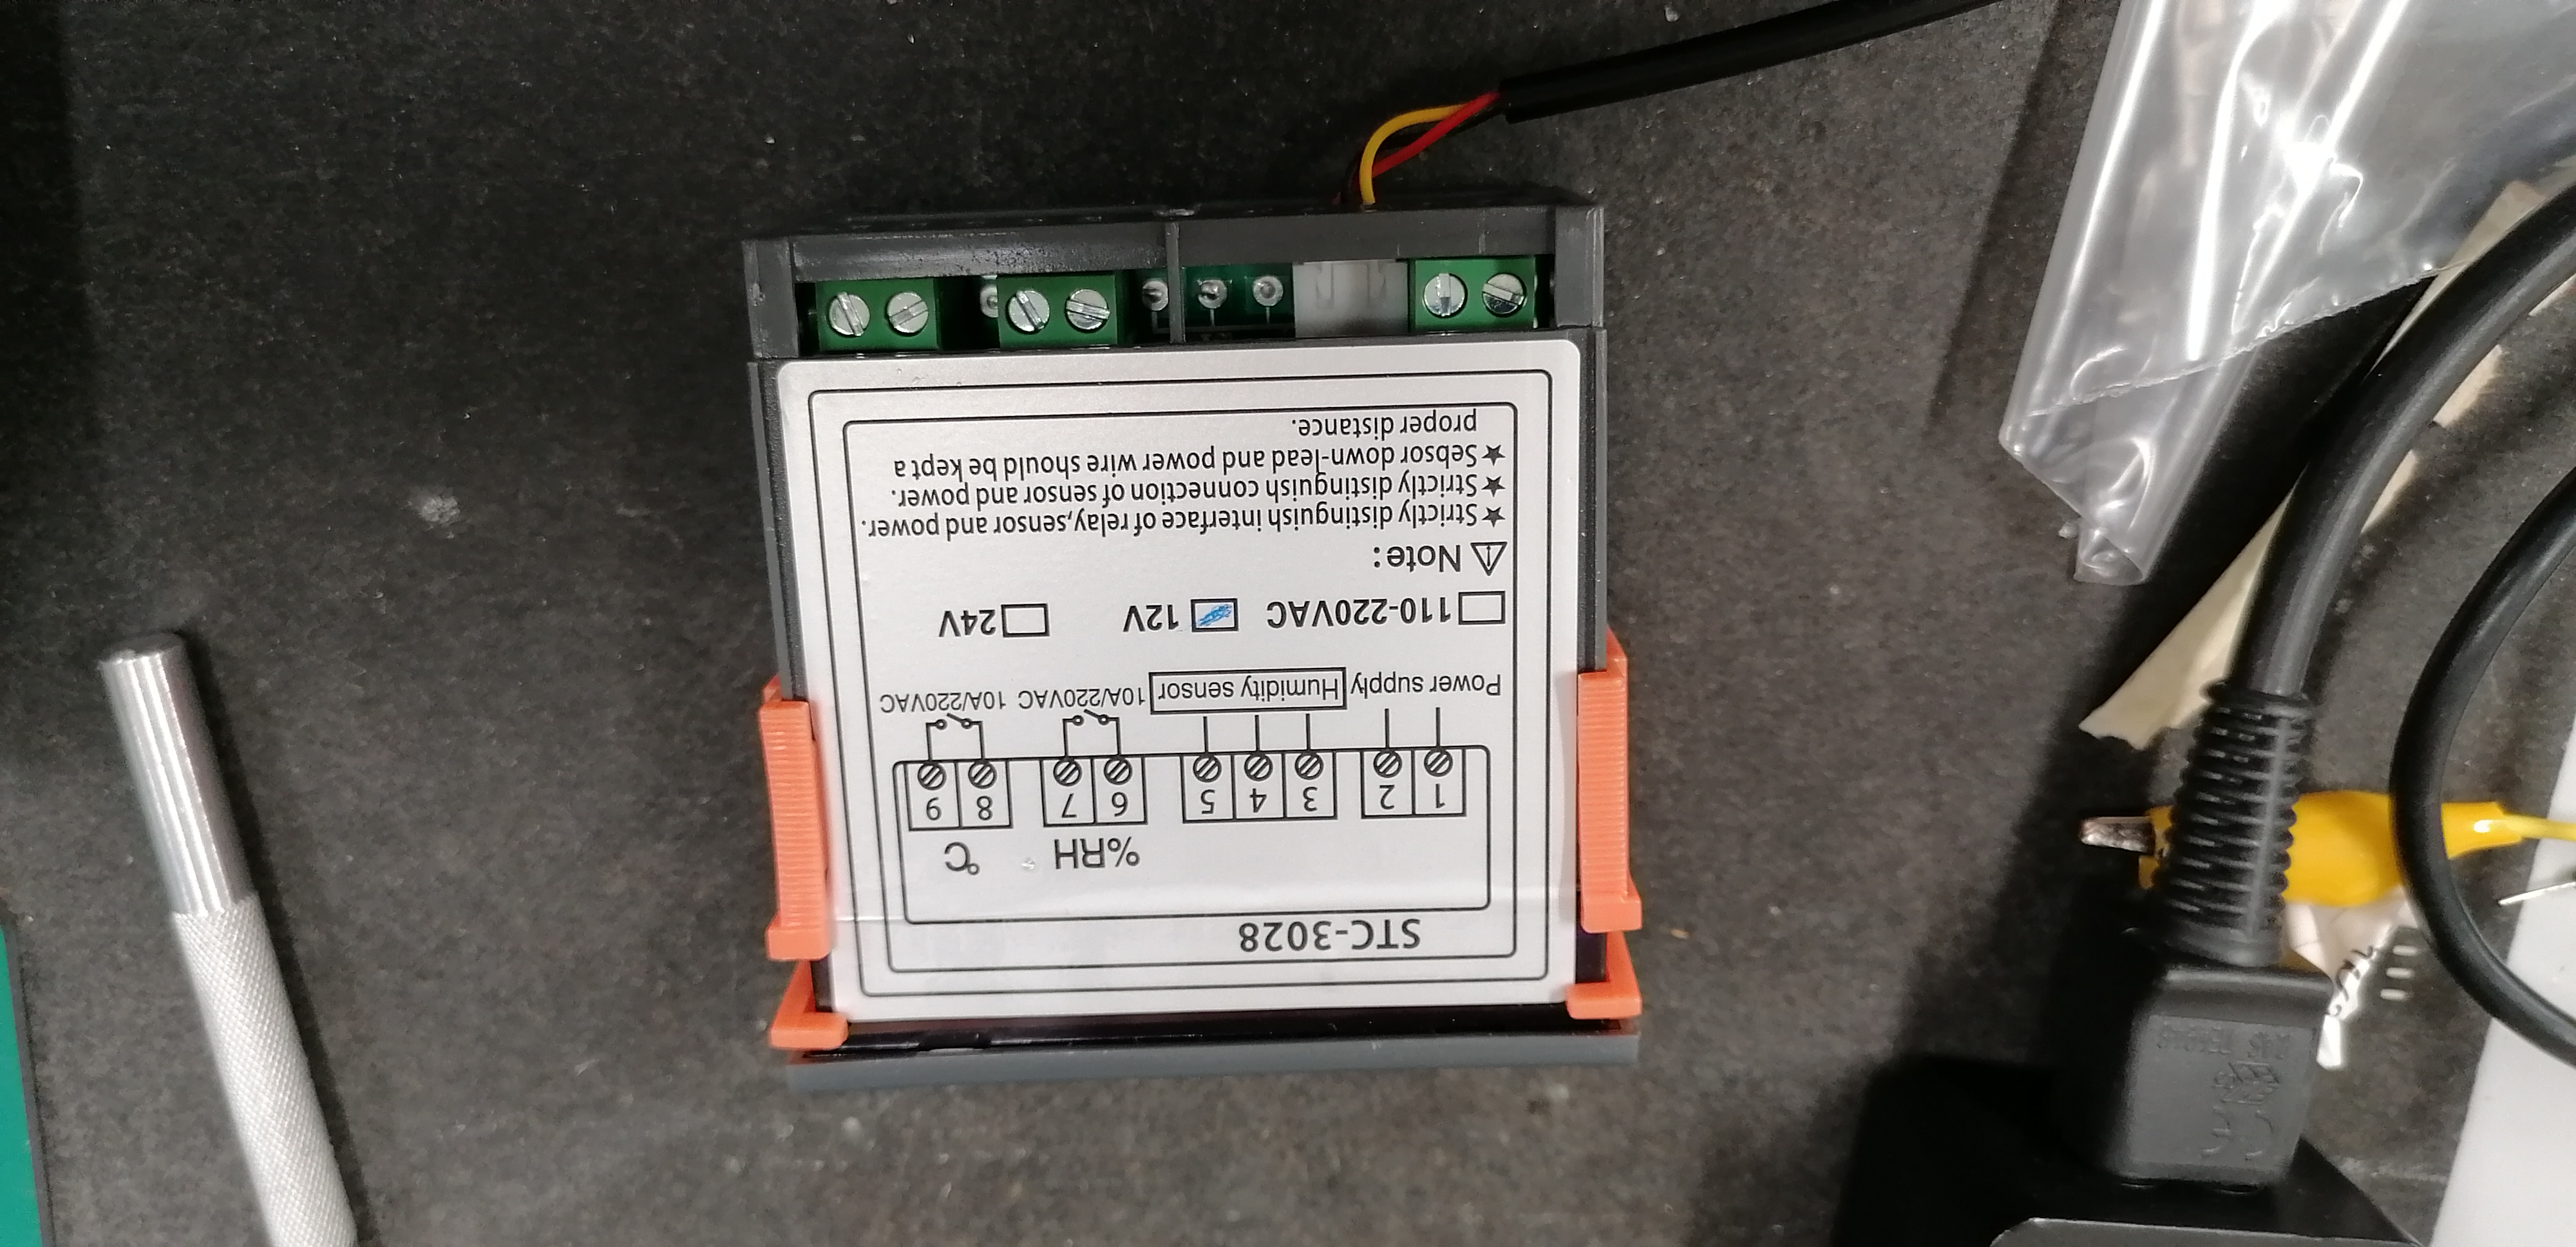 STC-3028
%RH °C
1 2 3 4 5 6 7 8 9
Power supply Humidity sensor 10A/220VAC 10A/220VAC
110-220VAC 12V 24V
Note:
★ Strictly distinguish interface of relay,sensor and power.
★ Strictly distinguish connection of sensor and power.
★ Sebsor down-lead and power wire should be kept a
proper distance.